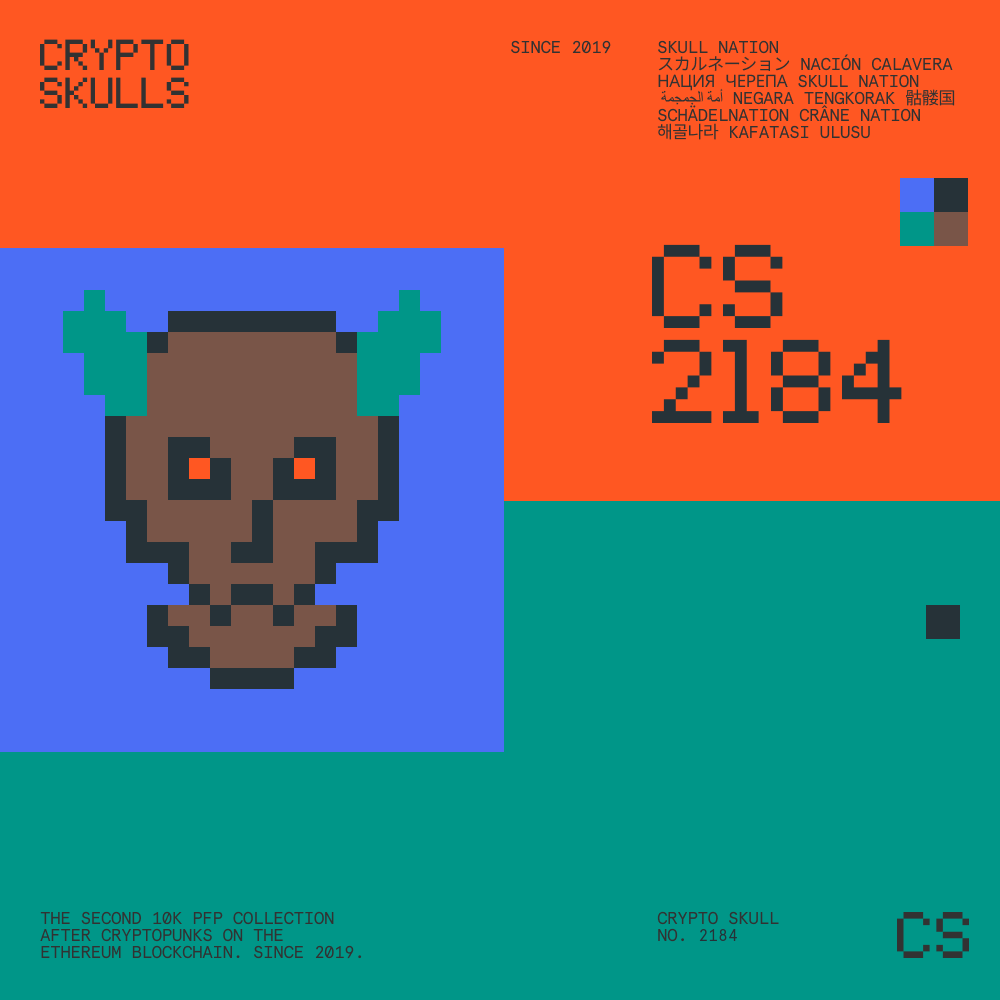 CRYPTO
SKULLS
SINCE 2019
SKULL NATION
スカルネーション NACIÓN CALAVERA
НАЦИЯ ЧЕРЕПА SKULL NATION
أمة الجمجمة NEGARA TENGKORAK 骷髅国
SCHÄDELNATION CRÂNE NATION
해골나라 KAFATASI ULUSU
CS
2184
THE SECOND 10K PFP COLLECTION
AFTER CRYPTOPUNKS ON THE
ETHEREUM BLOCKCHAIN. SINCE 2019.
CRYPTO SKULL
NO. 2184
CS